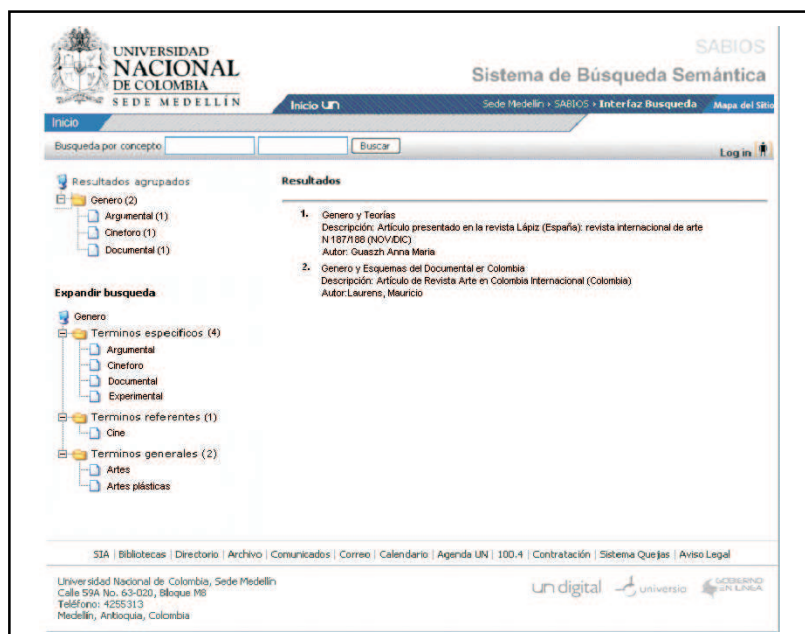 UNIVERSIDAD
NACIONAL
DE COLOMBIA
SEDE MEDELLÍN
SABIOS
Sistema de Búsqueda Semántica
Inicio un
Sede Medellin › SABIOS › Interfaz Busqueda
Mapa del Sitio
Inicio
Busqueda por concepto
Buscar
Log in
Resultados agrupados
Genero (2)
Argumental (1)
Cineforo (1)
Documental (1)
Expandir busqueda
Genero
Terminos especificos (4)
Argumental
Cineforo
Documental
Experimental
Terminos referentes (1)
Cine
Terminos generales (2)
Artes
Artes plásticas
Resultados
1. Genero y Teorías
Descripción: Artículo presentado en la revista Lápiz (España): revista internacional de arte
N 187/188 (NOV/DIC)
Autor: Guaszh Anna Maria
2. Genero y Esquemas del Documental er Colombia
Descripción: Artículo de Revista Arte en Colombia Internacional (Colombia)
Autor:Laurens, Mauricio
SIA | Bibliotecas | Directorio | Archivo | Comunicados | Correo | Calendario | Agenda UN | 100.4 | Contratación | Sistema Quejas | Aviso Legal
Universidad Nacional de Colombia, Sede Medellín
Calle 59A No. 63-020, Bloque M8
Teléfono: 4255313
Medellín, Antioquia, Colombia
un digital
universia
GOBIERNO
EN LINEA